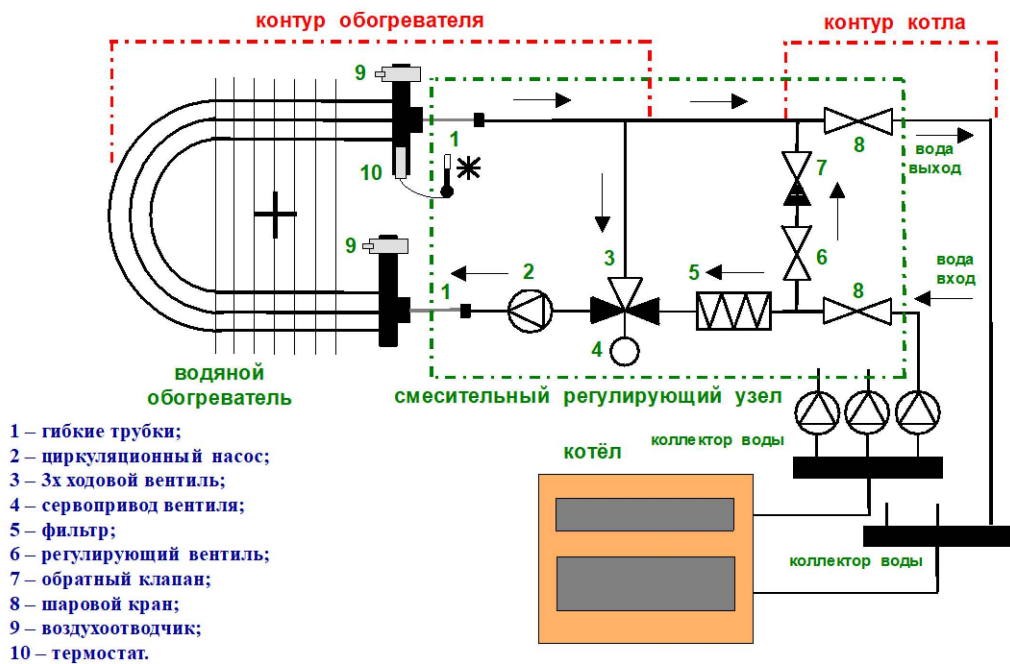 контур обогревателя
контур котла
9
1
10
8
7
вода
выход
9
1
2
3
5
6
8
вода
вход
4
водяной
обогреватель
смесительный регулирующий узел
1 – гибкие трубки;
2 – циркуляционный насос;
3 – 3х ходовой вентиль;
4 – сервопривод вентиля;
5 – фильтр;
6 – регулирующий вентиль;
7 – обратный клапан;
8 – шаровой кран;
9 – воздухоотводчик;
10 – термостат.
котёл
коллектор воды
коллектор воды